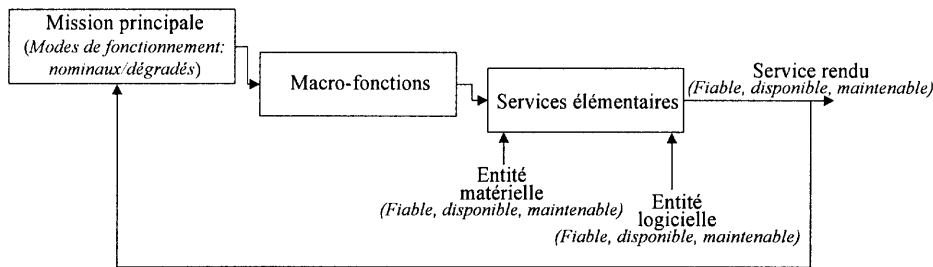 Mission principale
(Modes de fonctionnement:
nominaux/dégradés)
Macro-fonctions
Services élémentaires
Service rendu
(Fiable, disponible, maintenable)
Entité
matérielle
(Fiable, disponible, maintenable)
Entité
logicielle
(Fiable, disponible, maintenable)